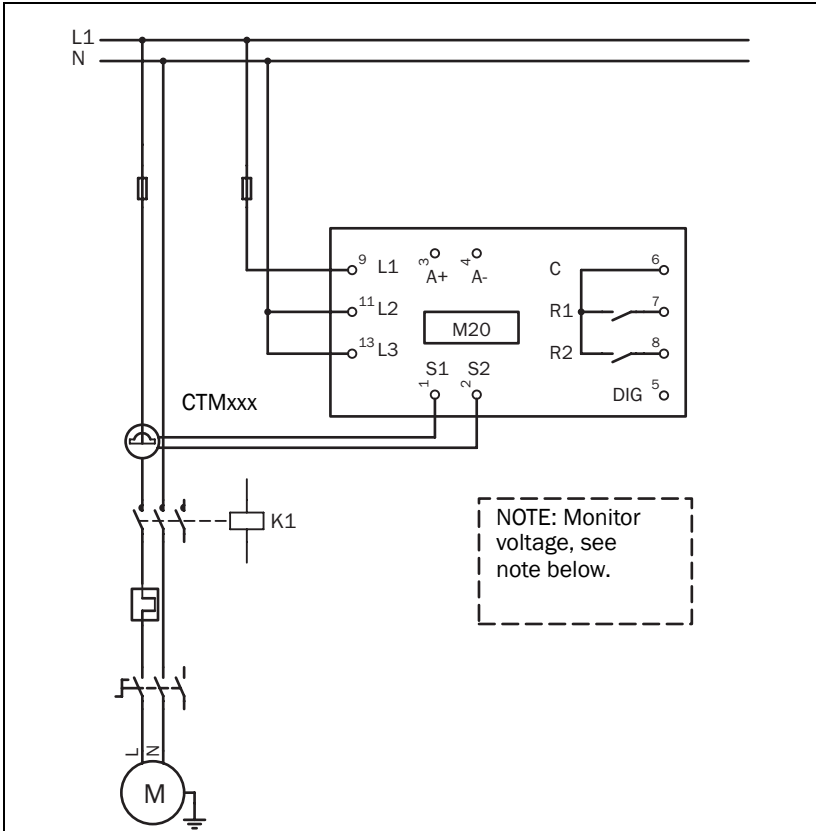 L1
N
9 L1
3 A+
4 A-
C 6
11 L2
M20
R1 7
13 L3
R2 8
S1 S2
1 2
DIG 5
CTMxxx
K1
NOTE: Monitor
voltage, see
note below.
L N
M